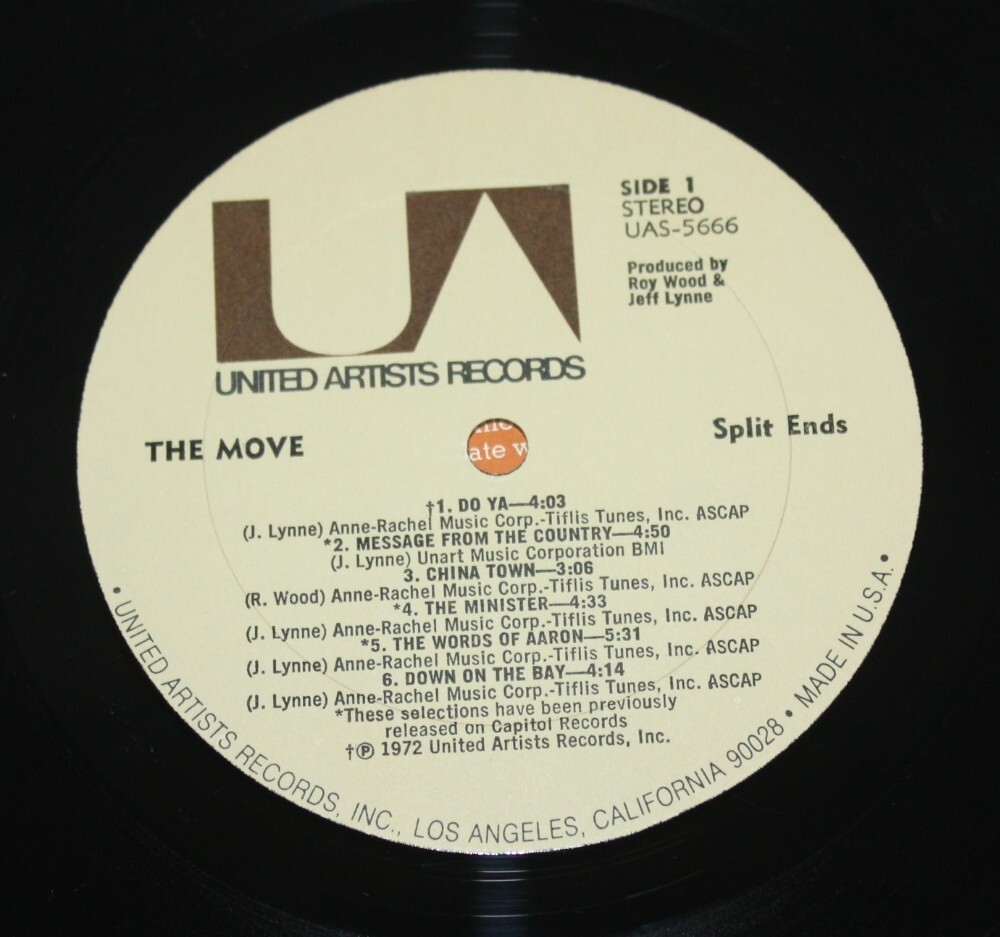 UA
UNITED ARTISTS RECORDS
SIDE 1
STEREO
UAS-5666
Produced by
Roy Wood &
Jeff Lynne
THE MOVE
Split Ends
ate w
†1. DO YA—4:03
(J. Lynne) Anne-Rachel Music Corp.-Tiflis Tunes, Inc. ASCAP
*2. MESSAGE FROM THE COUNTRY—4:50
(J. Lynne) Unart Music Corporation BMI
3. CHINA TOWN—3:06
(R. Wood) Anne-Rachel Music Corp.-Tiflis Tunes, Inc. ASCAP
*4. THE MINISTER—4:33
(J. Lynne) Anne-Rachel Music Corp.-Tiflis Tunes, Inc. ASCAP
*5. THE WORDS OF AARON—5:31
(J. Lynne) Anne-Rachel Music Corp.-Tiflis Tunes, Inc. ASCAP
6. DOWN ON THE BAY—4:14
(J. Lynne) Anne-Rachel Music Corp.-Tiflis Tunes, Inc. ASCAP
*These selections have been previously
released on Capitol Records
†℗ 1972 United Artists Records, Inc.
• UNITED ARTISTS RECORDS, INC., LOS ANGELES, CALIFORNIA 90028 • MADE IN U.S.A. •